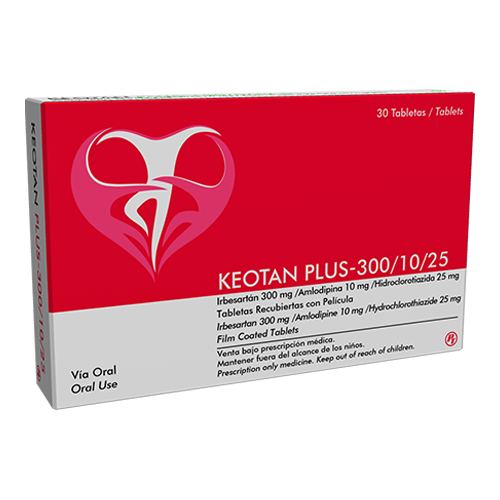 30 Tabletas / Tablets
KEOTAN PLUS-300/10/25
KEOTAN PLUS-300/10/25
Irbesartán 300 mg /Amlodipina 10 mg /Hidroclorotiazida 25 mg
Tabletas Recubiertas con Película
Irbesartan 300 mg /Amlodipine 10 mg /Hydrochlorothiazide 25 mg
Film Coated Tablets
Venta bajo prescripción médica.
Mantener fuera del alcance de los niños.
Prescription only medicine. Keep out of reach of children.
Vía Oral
Oral Use